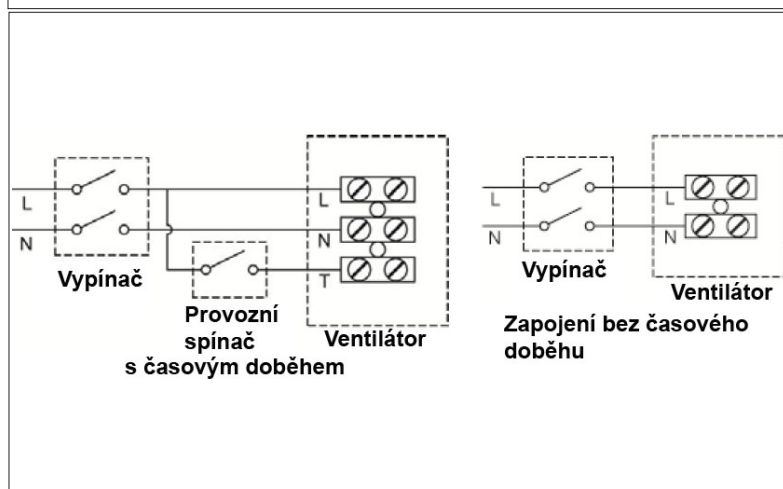 L
N
Vypínač
Provozní
spínač
s časovým doběhem
L
N
T
Ventilátor
L
N
Vypínač
L
N
Ventilátor
Zapojení bez časového
doběhu